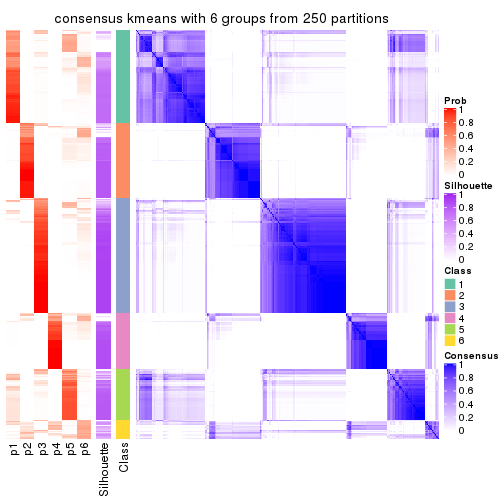 consensus kmeans with 6 groups from 250 partitions
Prob
1
0.8
0.6
0.4
0.2
0
Silhouette
1
0.8
0.6
0.4
0.2
0
Class
1
2
3
4
5
6
Consensus
1
0.8
0.6
0.4
0.2
0
p1
p2
p3
p4
p5
p6
Silhouette
Class